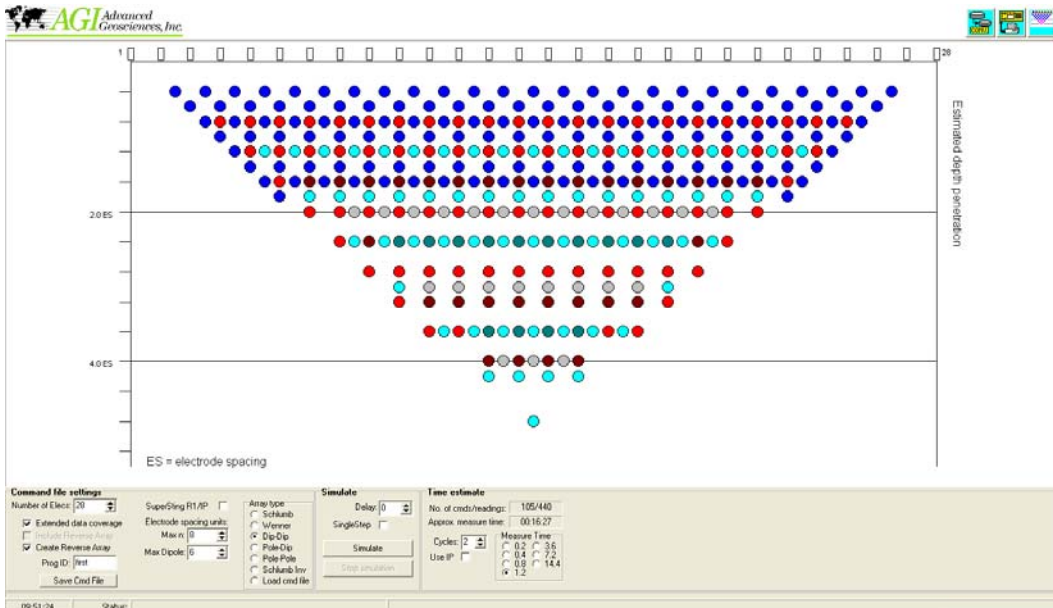 AGI Advanced
Geosciences, Inc.
1
28
2.0 ES
4.0 ES
Estimated depth penetration
ES = electrode spacing
Command file settings
Number of Elecs: 28
Extended data coverage
Include Reverse Array
Create Reverse Array
Prog ID: first
Save Cmd File
SuperSting R1/IP
Electrode spacing units:
Max n: 8
Max Dipole: 6
Array type
Schlumb
Wenner
Dip-Dip
Pole-Dip
Pole-Pole
Schlumb Inv
Load cmd file
Simulate
Delay: 0
SingleStep
Simulate
Stop simulation
Time estimate
No. of cmds/readings: 105/440
Approx. measure time: 00:16:27
Cycles: 2
Use IP
Measure Time
0.2 3.6
0.4 7.2
0.8 14.4
1.2
09:51:24 Status: